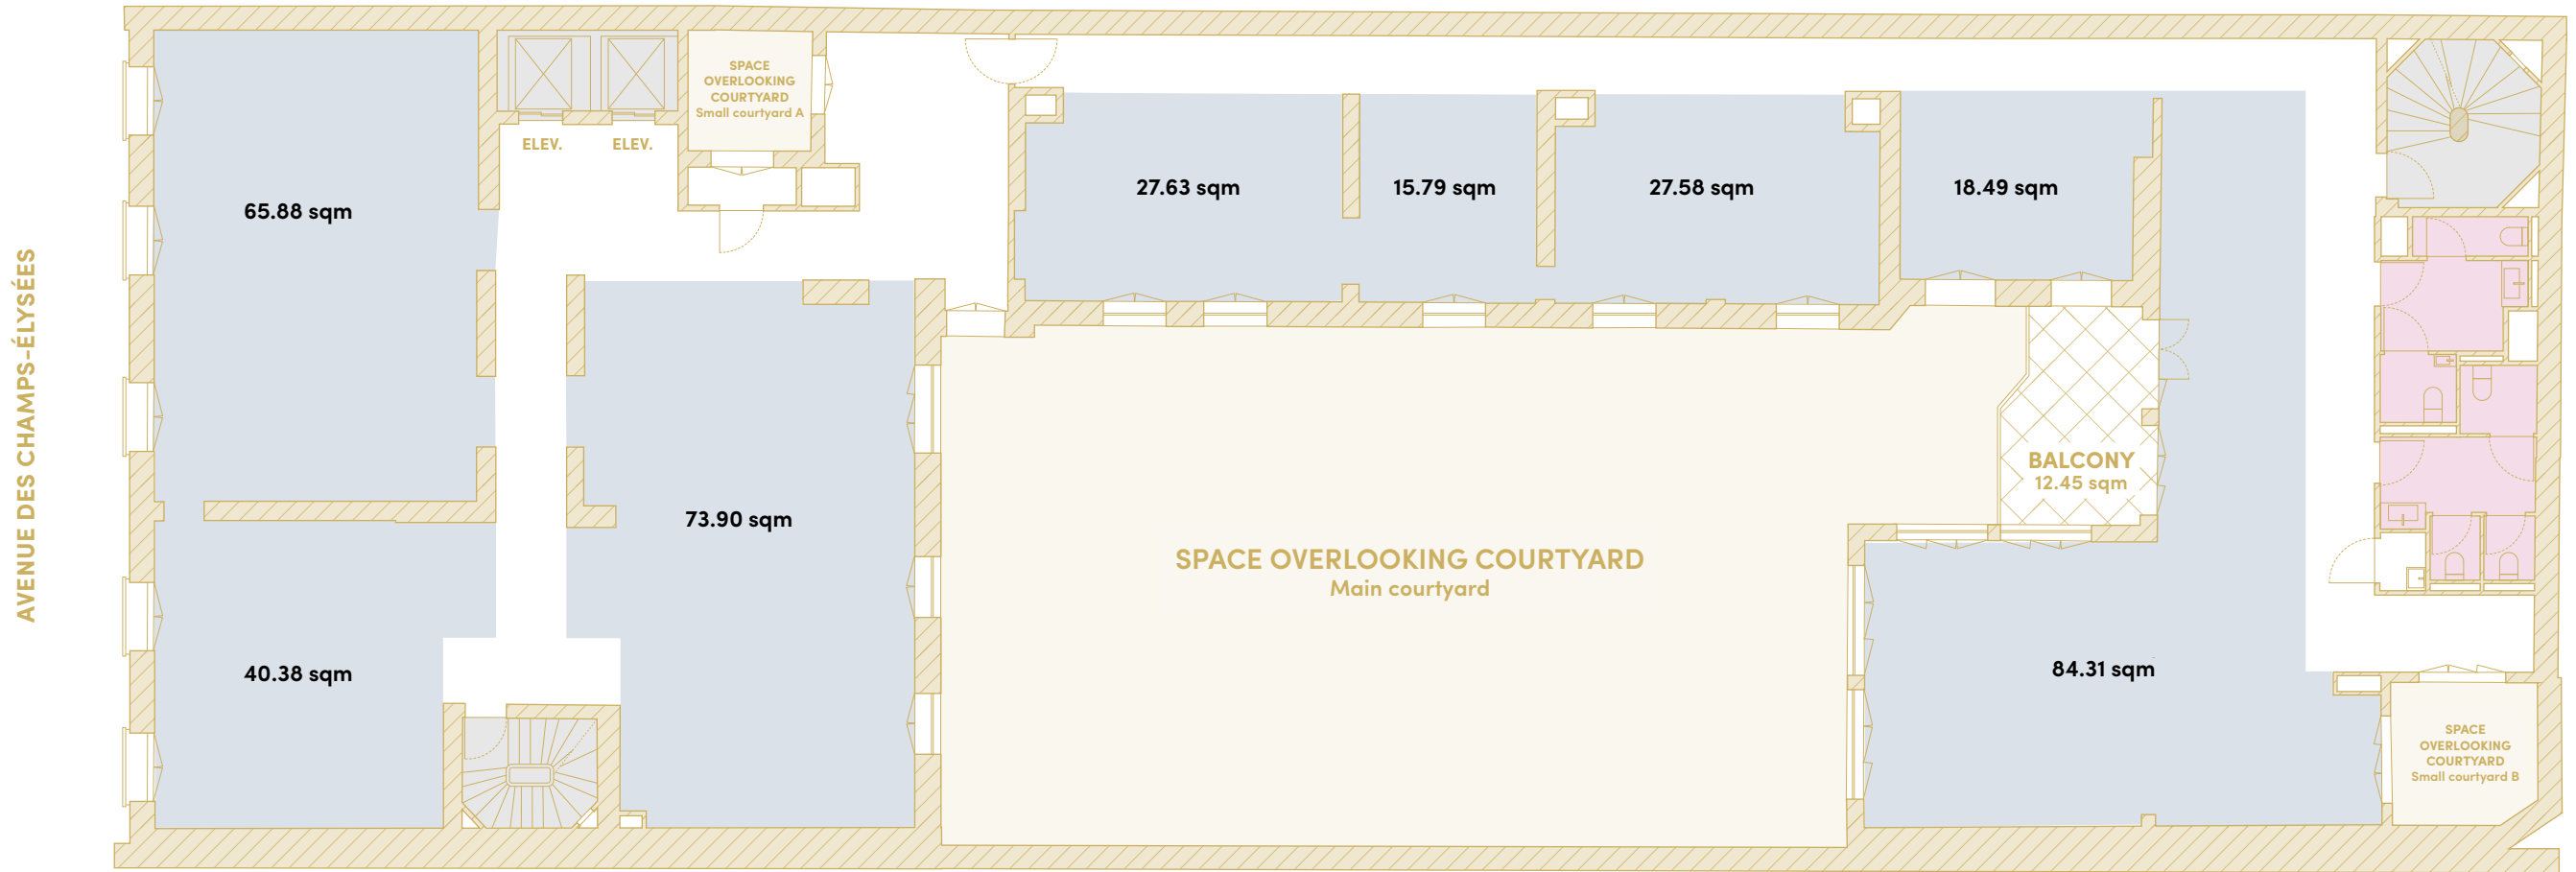 AVENUE DES CHAMPS-ÉLYSÉES
65.88 sqm
40.38 sqm
ELEV.
ELEV.
SPACE
OVERLOOKING
COURTYARD
Small courtyard A
73.90 sqm
27.63 sqm
15.79 sqm
27.58 sqm
18.49 sqm
SPACE OVERLOOKING COURTYARD
Main courtyard
BALCONY
12.45 sqm
84.31 sqm
SPACE
OVERLOOKING
COURTYARD
Small courtyard B